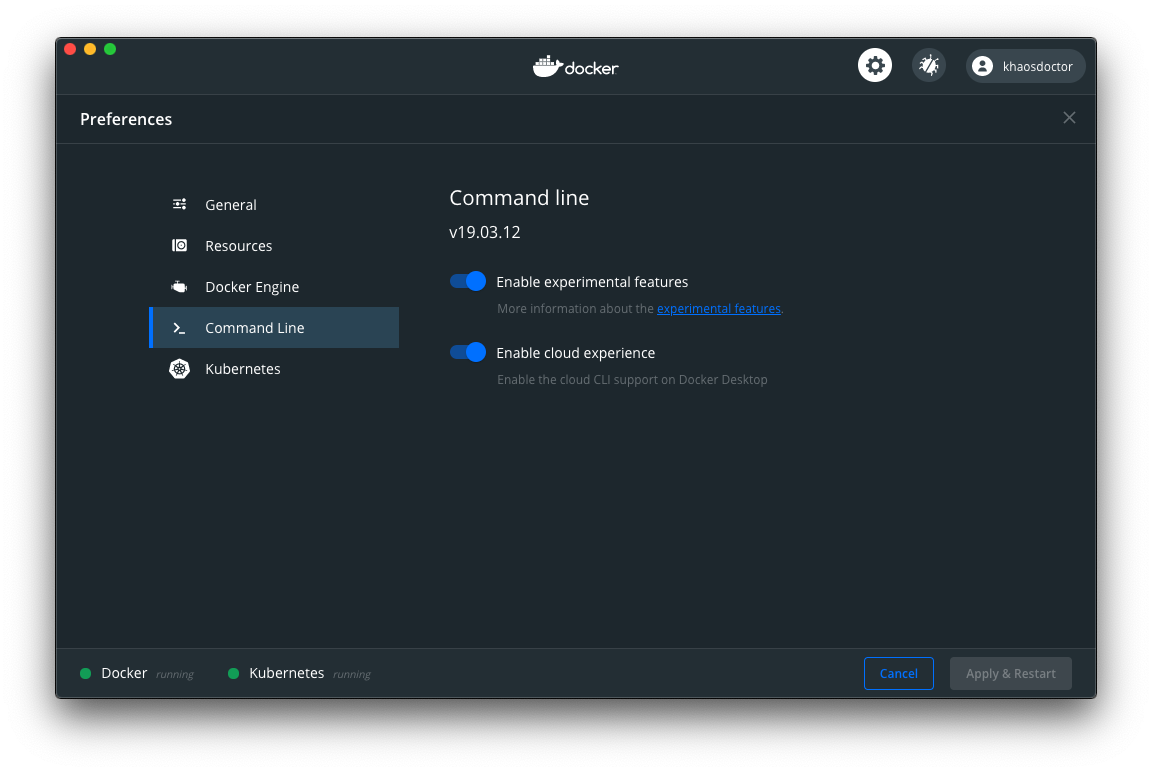 docker
khaosdoctor
Preferences
General
Resources
Docker Engine
Command Line
Kubernetes
Command line
v19.03.12
Enable experimental features
More information about the experimental features.
Enable cloud experience
Enable the cloud CLI support on Docker Desktop
Docker running
Kubernetes running
Cancel
Apply & Restart